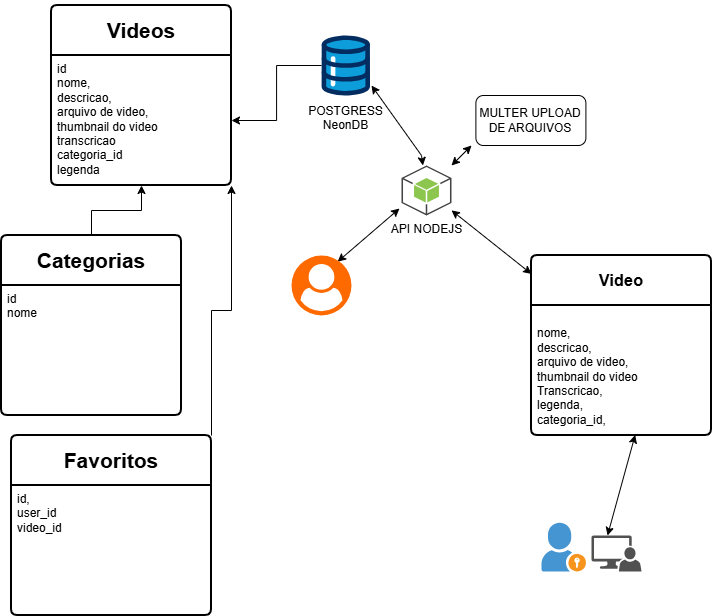 Videos
id
nome,
descricao,
arquivo de video,
thumbnail do video
transcricao
categoria_id
legenda
POSTGRESS
NeonDB
MULTER UPLOAD
DE ARQUIVOS
API NODEJS
Categorias
id
nome
Video
nome,
descricao,
arquivo de video,
thumbnail do video
Transcricao,
legenda,
categoria_id,
Favoritos
id,
user_id
video_id